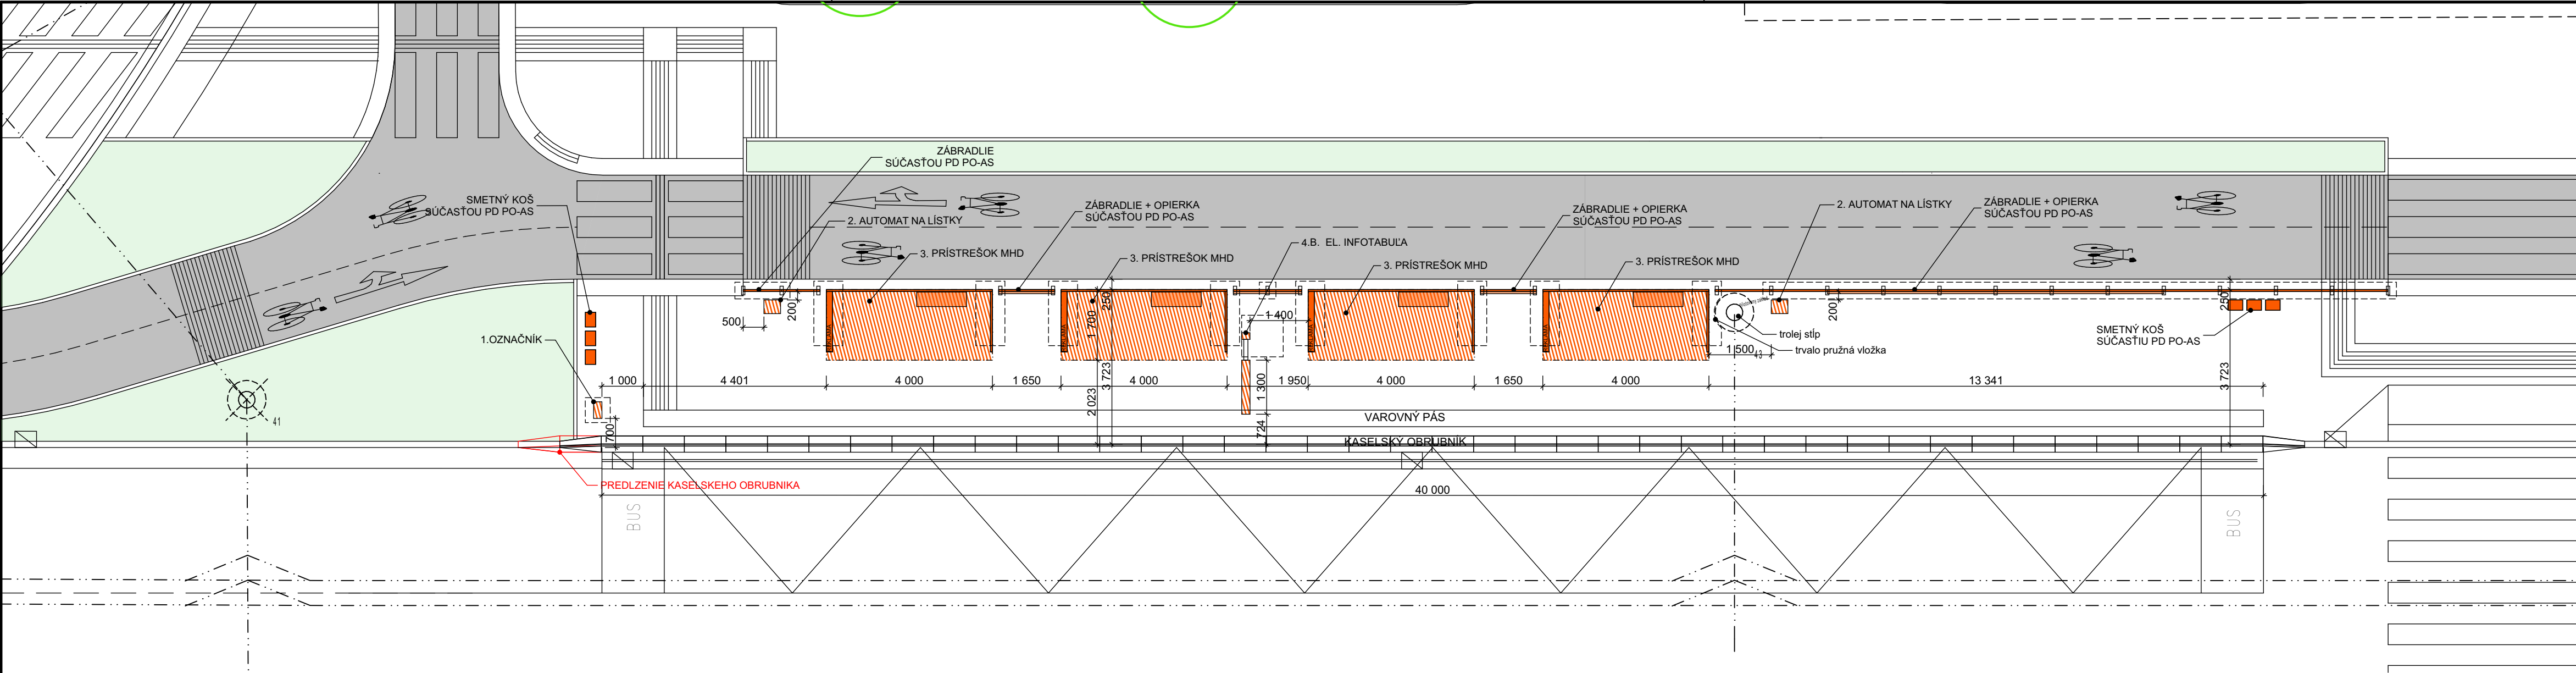 ZÁBRADLIE
SÚČASŤOU PD PO-AS
SMETNÝ KOŠ
SÚČASŤOU PD PO-AS
2. AUTOMAT NA LÍSTKY
3. PRÍSTREŠOK MHD
ZÁBRADLIE + OPIERKA
SÚČASŤOU PD PO-AS
3. PRÍSTREŠOK MHD
4.B. EL. INFOTABUĽA
3. PRÍSTREŠOK MHD
ZÁBRADLIE + OPIERKA
SÚČASŤOU PD PO-AS
3. PRÍSTREŠOK MHD
2. AUTOMAT NA LÍSTKY
ZÁBRADLIE + OPIERKA
SÚČASŤOU PD PO-AS
1.OZNAČNÍK
500
200
1 700
250
1 400
trolej stĺp
trvalo pružná vložka
1 500
43
200
250
SMETNÝ KOŠ
SÚČASŤIU PD PO-AS
1 000
4 401
4 000
1 650
4 000
1 950
4 000
1 650
4 000
13 341
2 023
3 723
1 300
724
3 723
700
41
VAROVNÝ PÁS
KASELSKÝ OBRUBNÍK
PREDLZENIE KASELSKEHO OBRUBNIKA
40 000
BUS
BUS